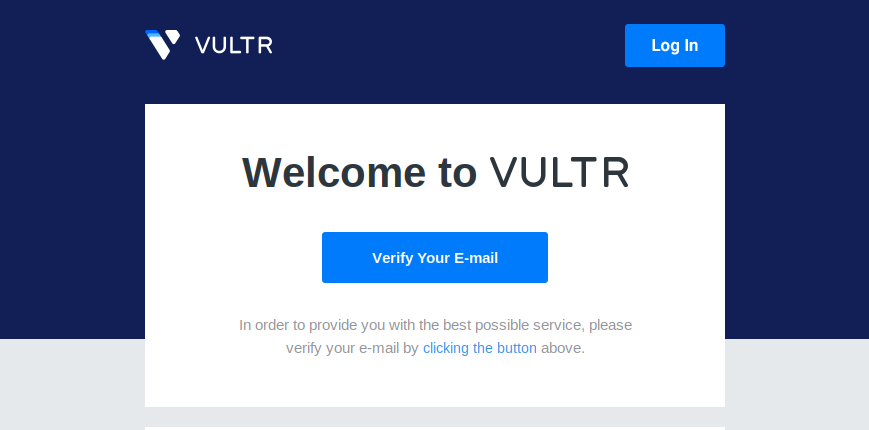 VULTR
Log In
Welcome to VULTR
Verify Your E-mail
In order to provide you with the best possible service, please
verify your e-mail by clicking the button above.